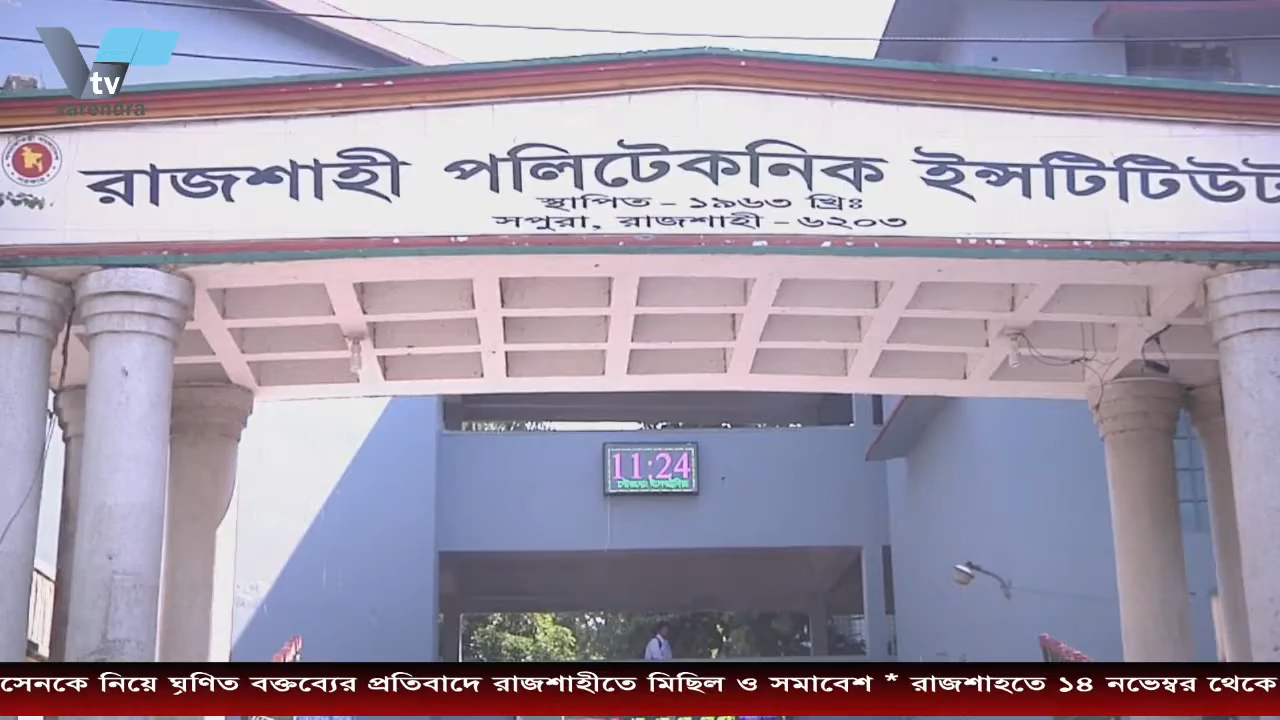 tv
varendra
রাজশাহী পলিটেকনিক ইন্সটিটিউট
স্থাপিত - ১৯৬৩ খ্রিঃ
সপুরা, রাজশাহী - ৬২০৩
11:24
সেনকে নিয়ে ঘৃণিত বক্তব্যের প্রতিবাদে রাজশাহীতে মিছিল ও সমাবেশ * রাজশাহতে ১৪ নভেম্বর থেকে